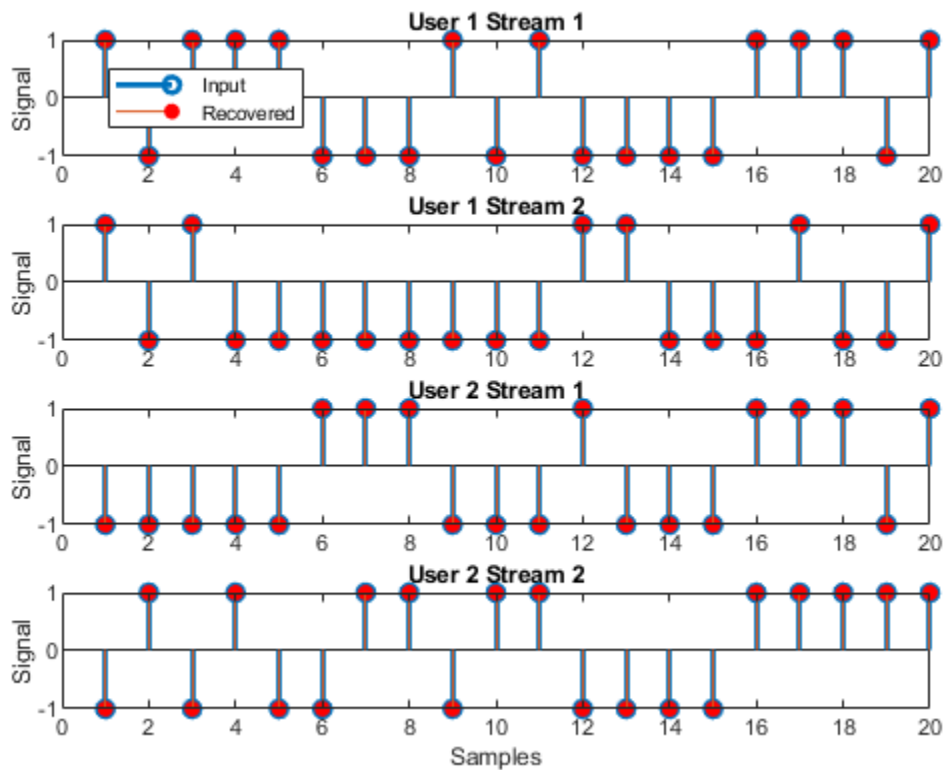 User 1 Stream 1
1
0
-1
Signal
Input
Recovered
0 2 4 6 8 10 12 14 16 18 20
User 1 Stream 2
1
0
-1
Signal
0 2 4 6 8 10 12 14 16 18 20
User 2 Stream 1
1
0
-1
Signal
0 2 4 6 8 10 12 14 16 18 20
User 2 Stream 2
1
0
-1
Signal
0 2 4 6 8 10 12 14 16 18 20
Samples